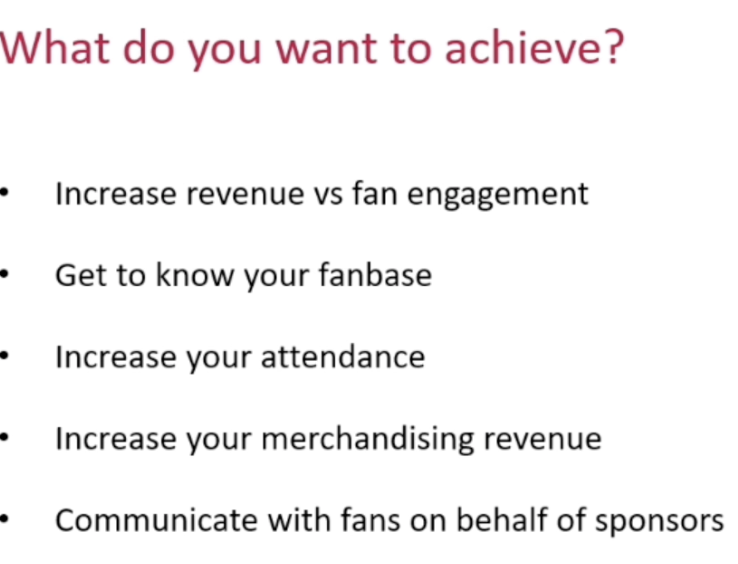 What do you want to achieve?
• Increase revenue vs fan engagement
• Get to know your fanbase
• Increase your attendance
• Increase your merchandising revenue
• Communicate with fans on behalf of sponsors